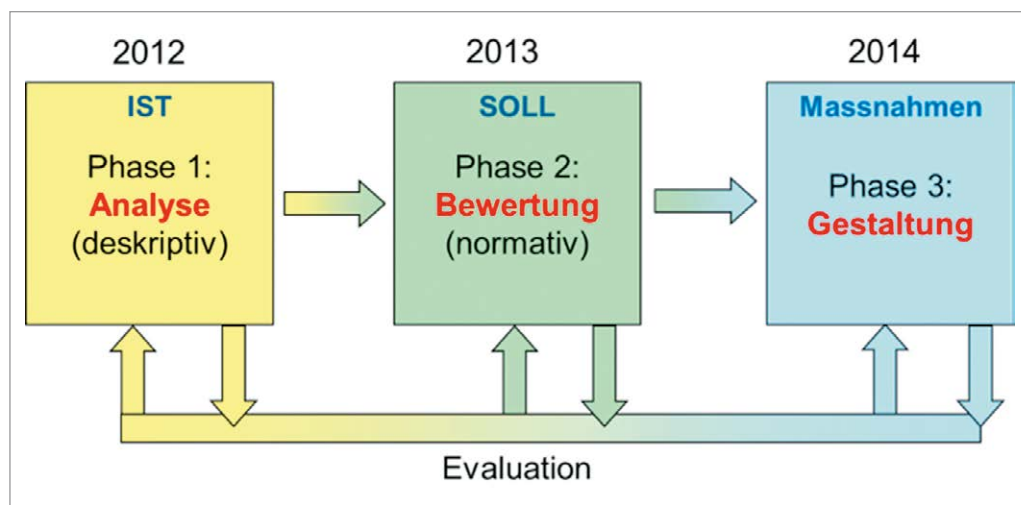 2012
IST
Phase 1:
Analyse
(deskriptiv)
2013
SOLL
Phase 2:
Bewertung
(normativ)
2014
Massnahmen
Phase 3:
Gestaltung
Evaluation